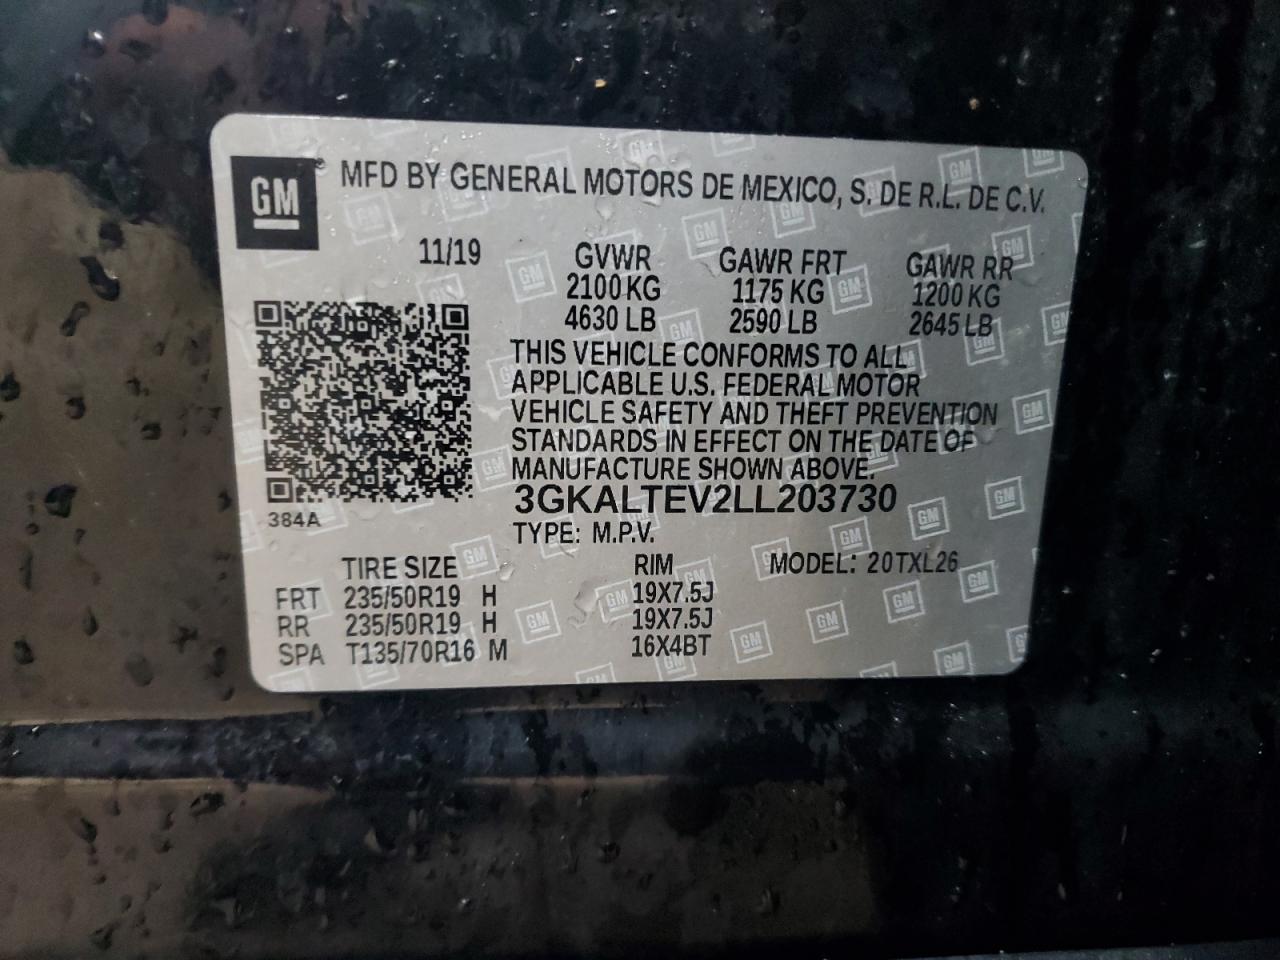 GM ® MFD BY GENERAL MOTORS DE MEXICO, S. DE R.L. DE C.V.
11/19 GVWR GAWR FRT GAWR RR
2100 KG 1175 KG 1200 KG
4630 LB 2590 LB 2645 LB
THIS VEHICLE CONFORMS TO ALL
APPLICABLE U.S. FEDERAL MOTOR
VEHICLE SAFETY AND THEFT PREVENTION
STANDARDS IN EFFECT ON THE DATE OF
MANUFACTURE SHOWN ABOVE.
3GKALTEV2LL203730
384A
TYPE: M.P.V.
TIRE SIZE RIM MODEL: 20TXL26
FRT 235/50R19 H 19X7.5J
RR 235/50R19 H 19X7.5J
SPA T135/70R16 M 16X4BT